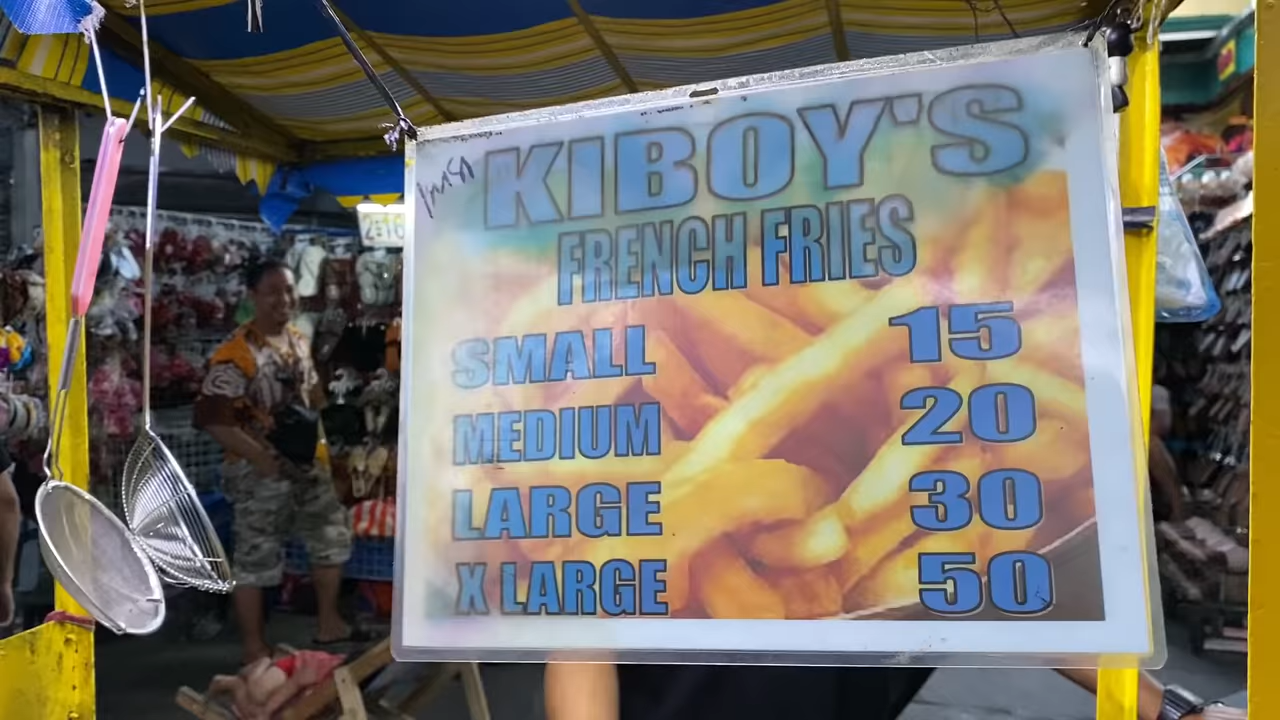 KIBOY'S
FRENCH FRIES
SMALL 15
MEDIUM 20
LARGE 30
X LARGE 50